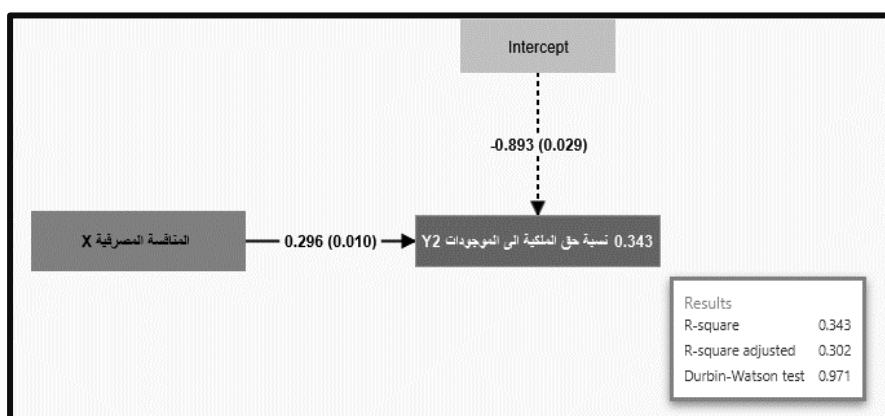 Intercept
-0.893 (0.029)
المنافسة المصرفية X
0.296 (0.010)
نسبة حق الملكية الى الموجودات Y2 0.343
Results
R-square 0.343
R-square adjusted 0.302
Durbin-Watson test 0.971